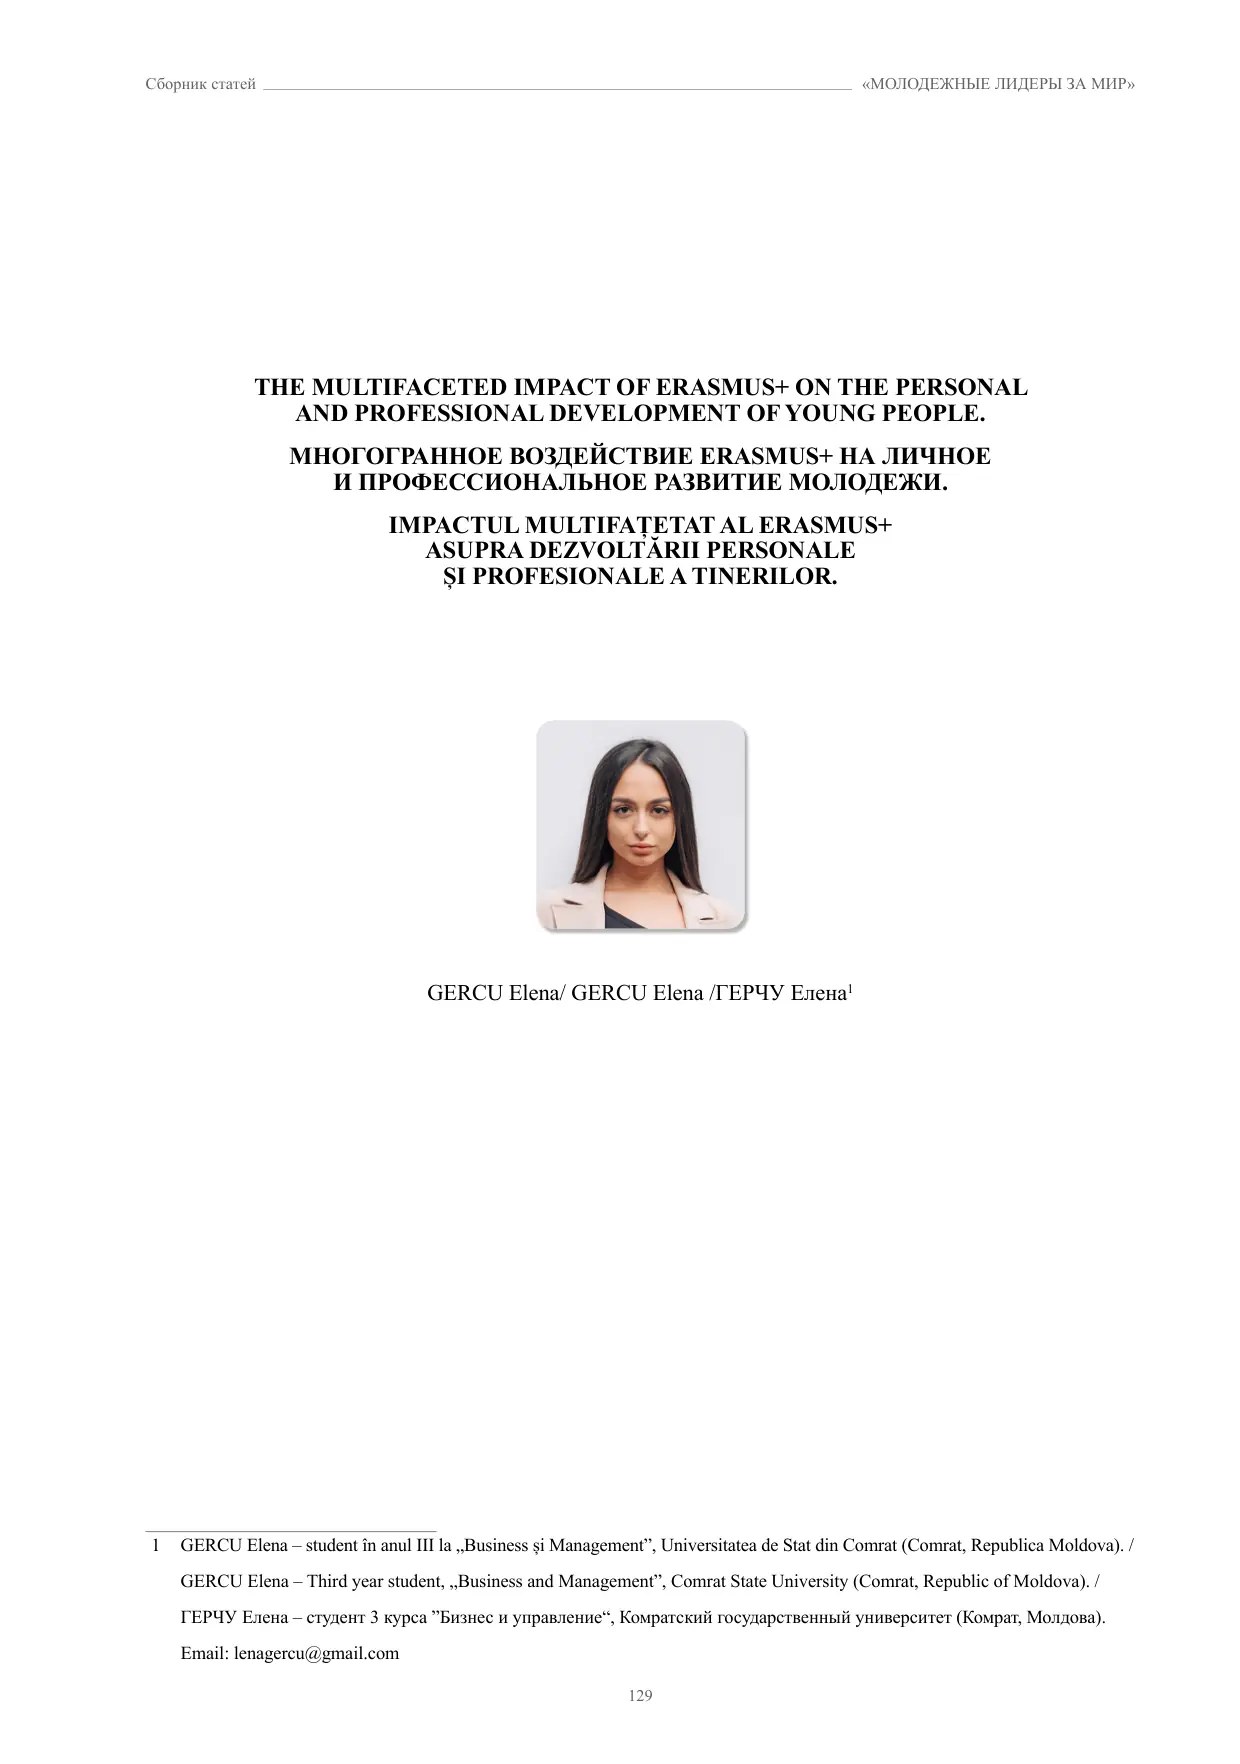 Сборник статей «МОЛОДЕЖНЫЕ ЛИДЕРЫ ЗА МИР»
THE MULTIFACETED IMPACT OF ERASMUS+ ON THE PERSONAL
AND PROFESSIONAL DEVELOPMENT OF YOUNG PEOPLE.
МНОГОГРАННОЕ ВОЗДЕЙСТВИЕ ERASMUS+ НА ЛИЧНОЕ
И ПРОФЕССИОНАЛЬНОЕ РАЗВИТИЕ МОЛОДЕЖИ.
IMPACTUL MULTIFAȚETAT AL ERASMUS+
ASUPRA DEZVOLTĂRII PERSONALE
ȘI PROFESIONALE A TINERILOR.
GERCU Elena/ GERCU Elena /ГЕРЧУ Елена1
1 GERCU Elena – student în anul III la „Business și Management”, Universitatea de Stat din Comrat (Comrat, Republica Moldova). /
GERCU Elena – Third year student, „Business and Management”, Comrat State University (Comrat, Republic of Moldova). /
ГЕРЧУ Елена – студент 3 курса ”Бизнес и управление“, Комратский государственный университет (Комрат, Молдова).
Email: lenagercu@gmail.com
129